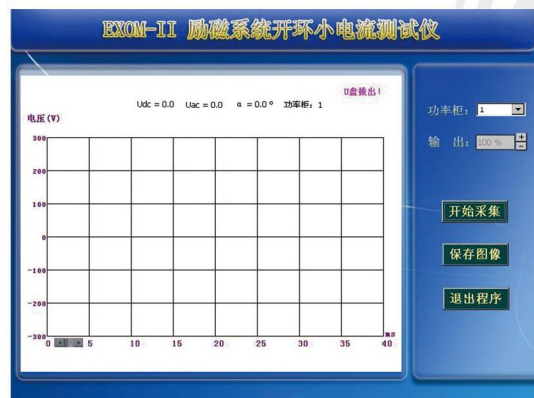 EXOM-II 励磁系统开环小电流测试仪
U盘拔出!
Udc = 0.0 Uac = 0.0 α = 0.0 ° 功率柜: 1
电压(V)
300
200
100
0
-100
-200
-300
0 5 10 15 20 25 30 35 40
ms
功率柜: 1
输 出: 100 %
开始采集
保存图像
退出程序